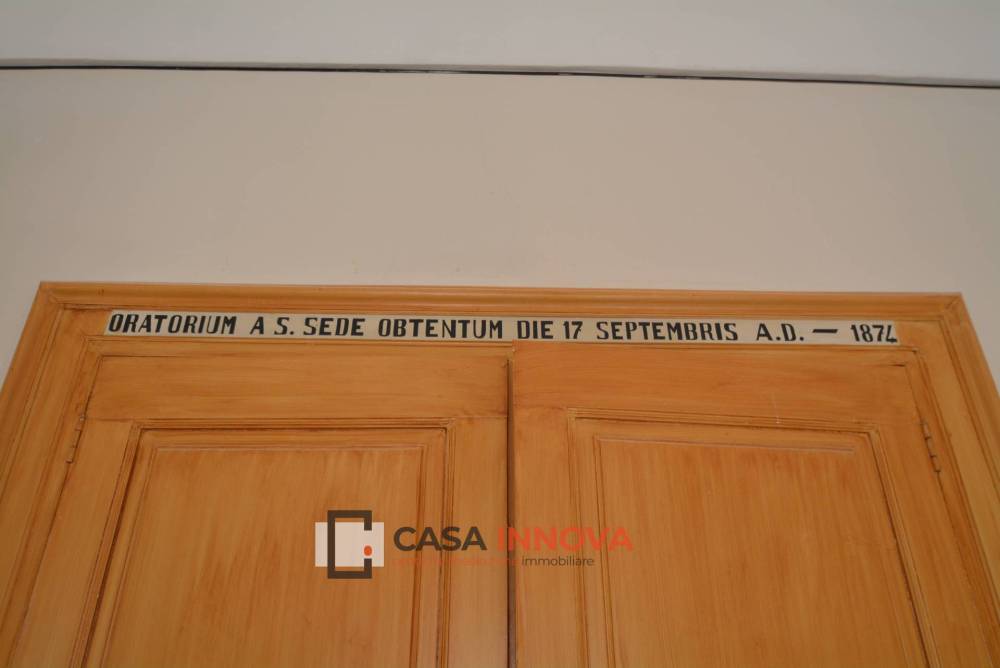 ORATORIUM A S. SEDE OBTENTUM DIE 17 SEPTEMBRIS A.D. — 1874
CASA INNOVA
immobiliare